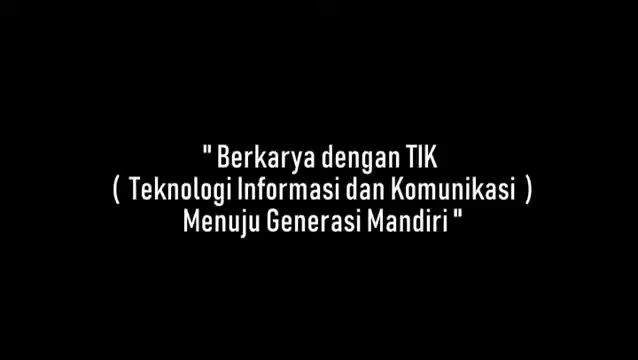 " Berkarya dengan TIK
( Teknologi Informasi dan Komunikasi )
Menuju Generasi Mandiri "